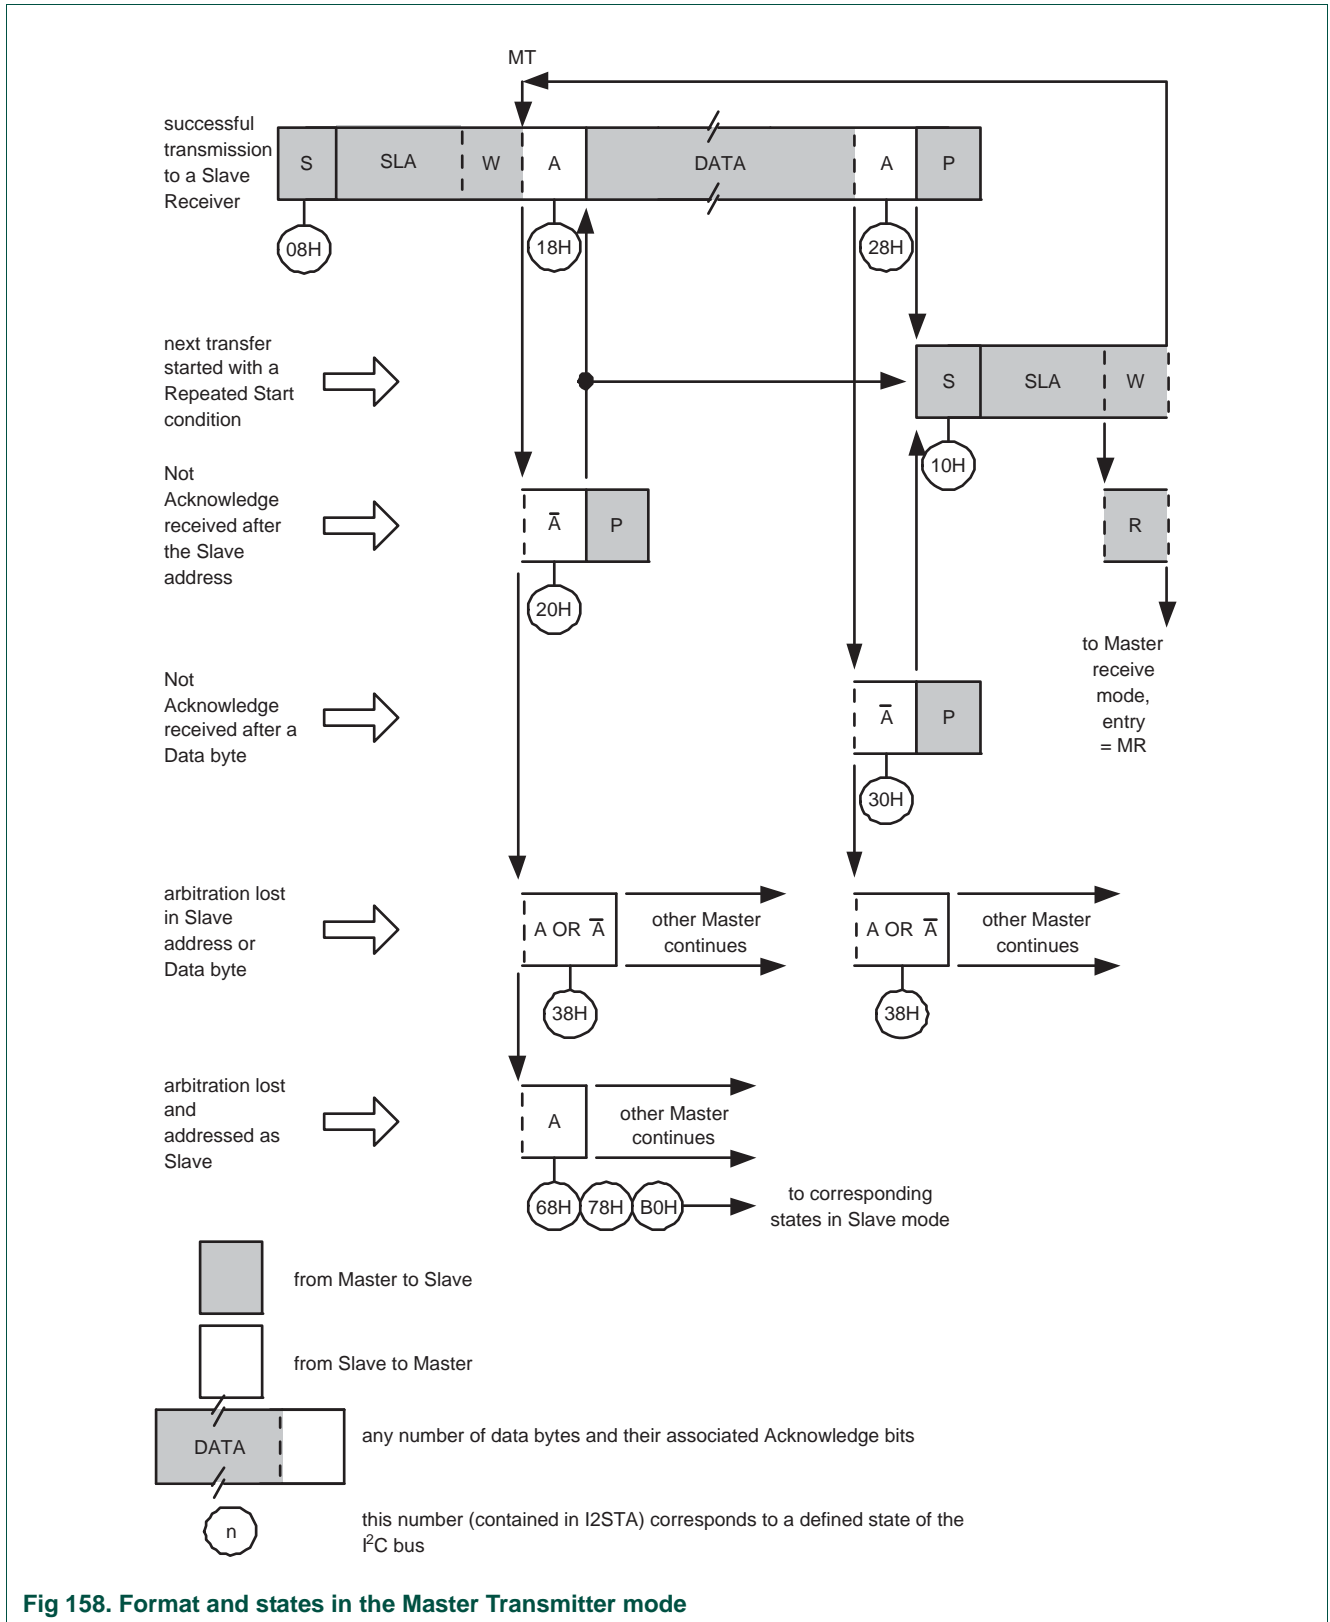 MT
successful
transmission
to a Slave
Receiver
S
SLA
W
A
DATA
A
P
08H
18H
28H
next transfer
started with a
Repeated Start
condition
S
SLA
W
10H
Not
Acknowledge
received after
the Slave
address
A̅
P
R
20H
to Master
receive
mode,
entry
= MR
Not
Acknowledge
received after a
Data byte
A̅
P
30H
arbitration lost
in Slave
address or
Data byte
A OR A̅
other Master
continues
A OR A̅
other Master
continues
38H
38H
arbitration lost
and
addressed as
Slave
A
other Master
continues
68H
78H
B0H
to corresponding
states in Slave mode
from Master to Slave
from Slave to Master
DATA
any number of data bytes and their associated Acknowledge bits
n
this number (contained in I2STA) corresponds to a defined state of the
I²C bus
Fig 158. Format and states in the Master Transmitter mode